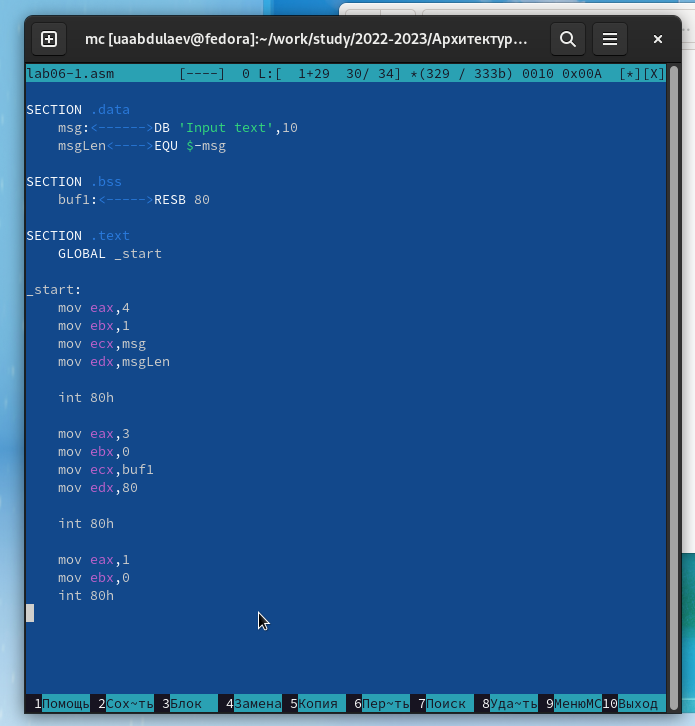 mc [uaabdulaev@fedora]:~/work/study/2022-2023/Архитектур...
lab06-1.asm [----] 0 L:[ 1+29 30/ 34] *(329 / 333b) 0010 0x00A [*][X]
SECTION .data
msg:<------>DB 'Input text',10
msgLen<---->EQU $-msg
SECTION .bss
buf1:<----->RESB 80
SECTION .text
GLOBAL _start
_start:
mov eax,4
mov ebx,1
mov ecx,msg
mov edx,msgLen
int 80h
mov eax,3
mov ebx,0
mov ecx,buf1
mov edx,80
int 80h
mov eax,1
mov ebx,0
int 80h
1Помощь 2Сох~ть 3Блок 4Замена 5Копия 6Пер~ть 7Поиск 8Уда~ть 9МенюMC 10Выход